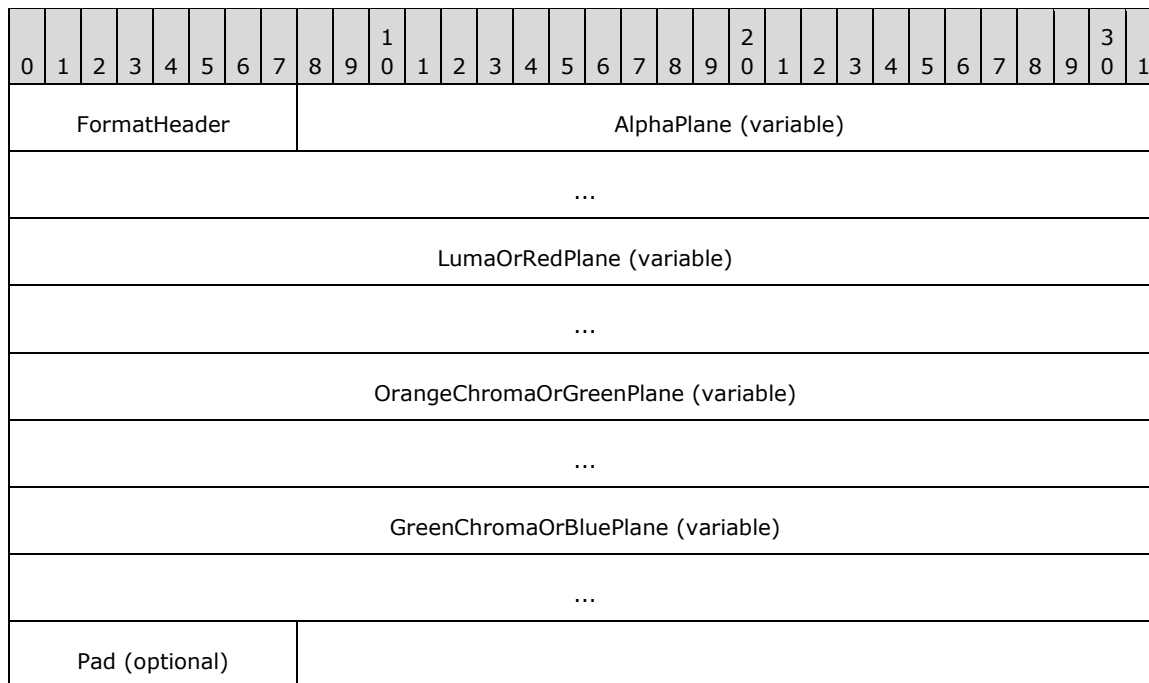 1 2 3
0 1 2 3 4 5 6 7 8 9 0 1 2 3 4 5 6 7 8 9 0 1 2 3 4 5 6 7 8 9 0 1
FormatHeader AlphaPlane (variable)
...
LumaOrRedPlane (variable)
...
OrangeChromaOrGreenPlane (variable)
...
GreenChromaOrBluePlane (variable)
...
Pad (optional)